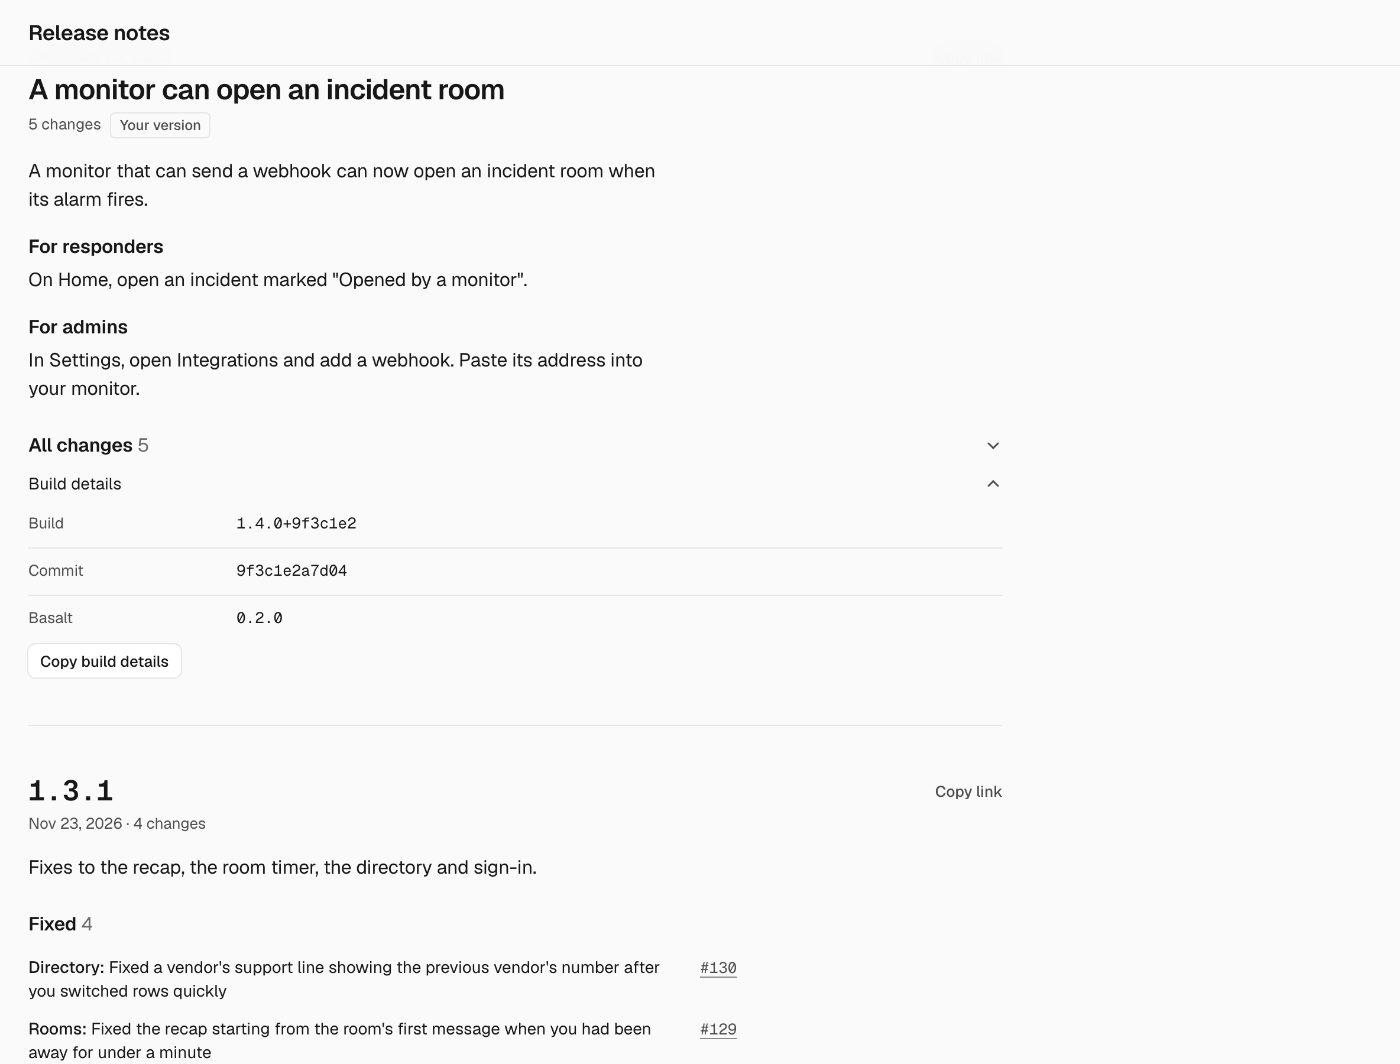 Release notes
A monitor can open an incident room
5 changes Your version
A monitor that can send a webhook can now open an incident room when
its alarm fires.
For responders
On Home, open an incident marked "Opened by a monitor".
For admins
In Settings, open Integrations and add a webhook. Paste its address into
your monitor.
All changes 5
Build details
Build 1.4.0+9f3c1e2
Commit 9f3c1e2a7d04
Basalt 0.2.0
Copy build details
1.3.1 Copy link
Nov 23, 2026 · 4 changes
Fixes to the recap, the room timer, the directory and sign-in.
Fixed 4
Directory: Fixed a vendor's support line showing the previous vendor's number after #130
you switched rows quickly
Rooms: Fixed the recap starting from the room's first message when you had been #129
away for under a minute